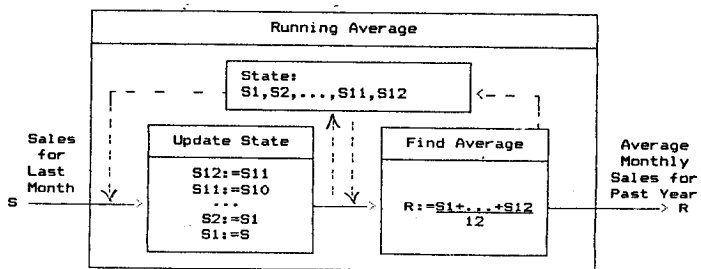 Running Average
State:
S1,S2,...,S11,S12
Sales
for
Last
Month
S
Update State
S12:=S11
S11:=S10
...
S2:=S1
S1:=S
Find Average
R:=S1+...+S12
12
Average
Monthly
Sales for
Past Year
R